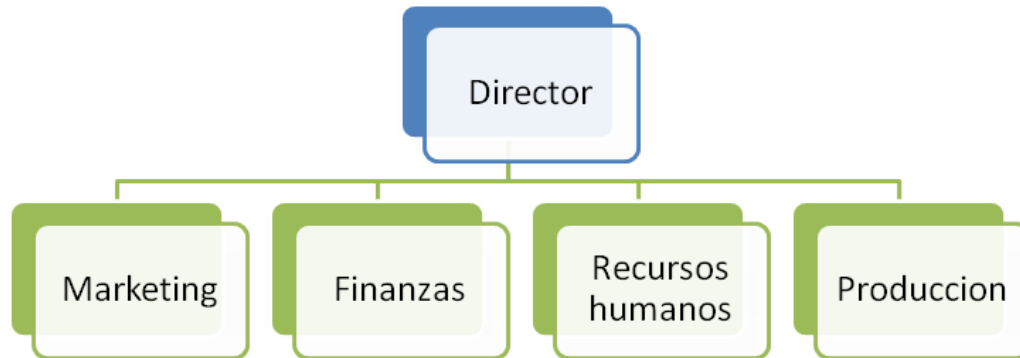 Director
Marketing
Finanzas
Recursos
humanos
Produccion